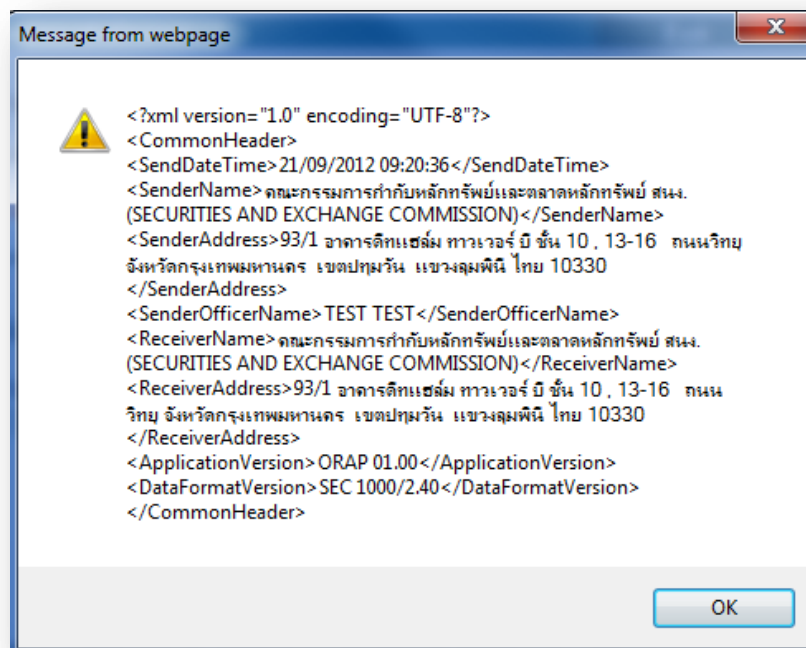 Message from webpage
<?xml version="1.0" encoding="UTF-8"?>
<CommonHeader>
<SendDateTime>21/09/2012 09:20:36</SendDateTime>
<SenderName>คณะกรรมการกำกับหลักทรัพย์และตลาดหลักทรัพย์ สนง.
(SECURITIES AND EXCHANGE COMMISSION)</SenderName>
<SenderAddress>93/1 อาคารดิทแฮล์ม ทาวเวอร์ บี ชั้น 10 , 13-16 ถนนวิทยุ
จังหวัดกรุงเทพมหานคร เขตปทุมวัน แขวงลุมพินี ไทย 10330
</SenderAddress>
<SenderOfficerName>TEST TEST</SenderOfficerName>
<ReceiverName>คณะกรรมการกำกับหลักทรัพย์และตลาดหลักทรัพย์ สนง.
(SECURITIES AND EXCHANGE COMMISSION)</ReceiverName>
<ReceiverAddress>93/1 อาคารดิทแฮล์ม ทาวเวอร์ บี ชั้น 10 , 13-16 ถนน
วิทยุ จังหวัดกรุงเทพมหานคร เขตปทุมวัน แขวงลุมพินี ไทย 10330
</ReceiverAddress>
<ApplicationVersion>ORAP 01.00</ApplicationVersion>
<DataFormatVersion>SEC 1000/2.40</DataFormatVersion>
</CommonHeader>
OK